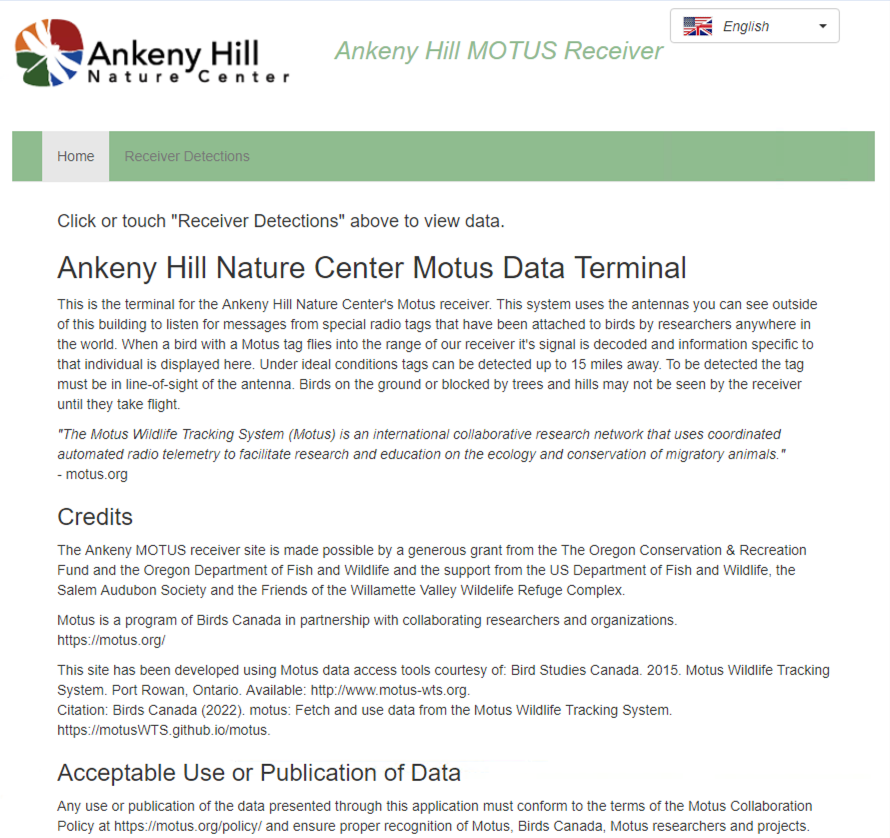 Ankeny Hill
Nature Center
Ankeny Hill MOTUS Receiver
English
Home
Receiver Detections
Click or touch "Receiver Detections" above to view data.
Ankeny Hill Nature Center Motus Data Terminal
This is the terminal for the Ankeny Hill Nature Center's Motus receiver. This system uses the antennas you can see outside
of this building to listen for messages from special radio tags that have been attached to birds by researchers anywhere in
the world. When a bird with a Motus tag flies into the range of our receiver it's signal is decoded and information specific to
that individual is displayed here. Under ideal conditions tags can be detected up to 15 miles away. To be detected the tag
must be in line-of-sight of the antenna. Birds on the ground or blocked by trees and hills may not be seen by the receiver
until they take flight.
"The Motus Wildlife Tracking System (Motus) is an international collaborative research network that uses coordinated
automated radio telemetry to facilitate research and education on the ecology and conservation of migratory animals."
- motus.org
Credits
The Ankeny MOTUS receiver site is made possible by a generous grant from the The Oregon Conservation & Recreation
Fund and the Oregon Department of Fish and Wildlife and the support from the US Department of Fish and Wildlife, the
Salem Audubon Society and the Friends of the Willamette Valley Wildelife Refuge Complex.
Motus is a program of Birds Canada in partnership with collaborating researchers and organizations.
https://motus.org/
This site has been developed using Motus data access tools courtesy of: Bird Studies Canada. 2015. Motus Wildlife Tracking
System. Port Rowan, Ontario. Available: http://www.motus-wts.org.
Citation: Birds Canada (2022). motus: Fetch and use data from the Motus Wildlife Tracking System.
https://motusWTS.github.io/motus.
Acceptable Use or Publication of Data
Any use or publication of the data presented through this application must conform to the terms of the Motus Collaboration
Policy at https://motus.org/policy/ and ensure proper recognition of Motus, Birds Canada, Motus researchers and projects.